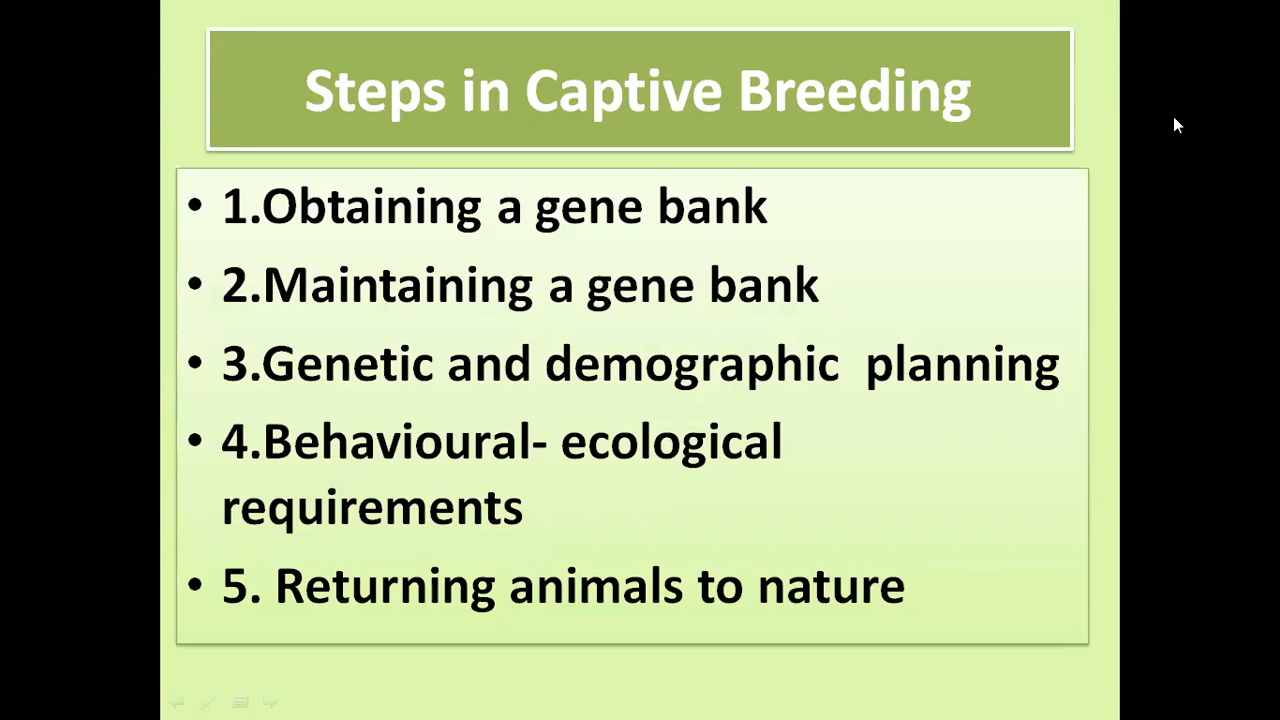 Steps in Captive Breeding
• 1.Obtaining a gene bank
• 2.Maintaining a gene bank
• 3.Genetic and demographic  planning
• 4.Behavioural- ecological
requirements
• 5. Returning animals to nature